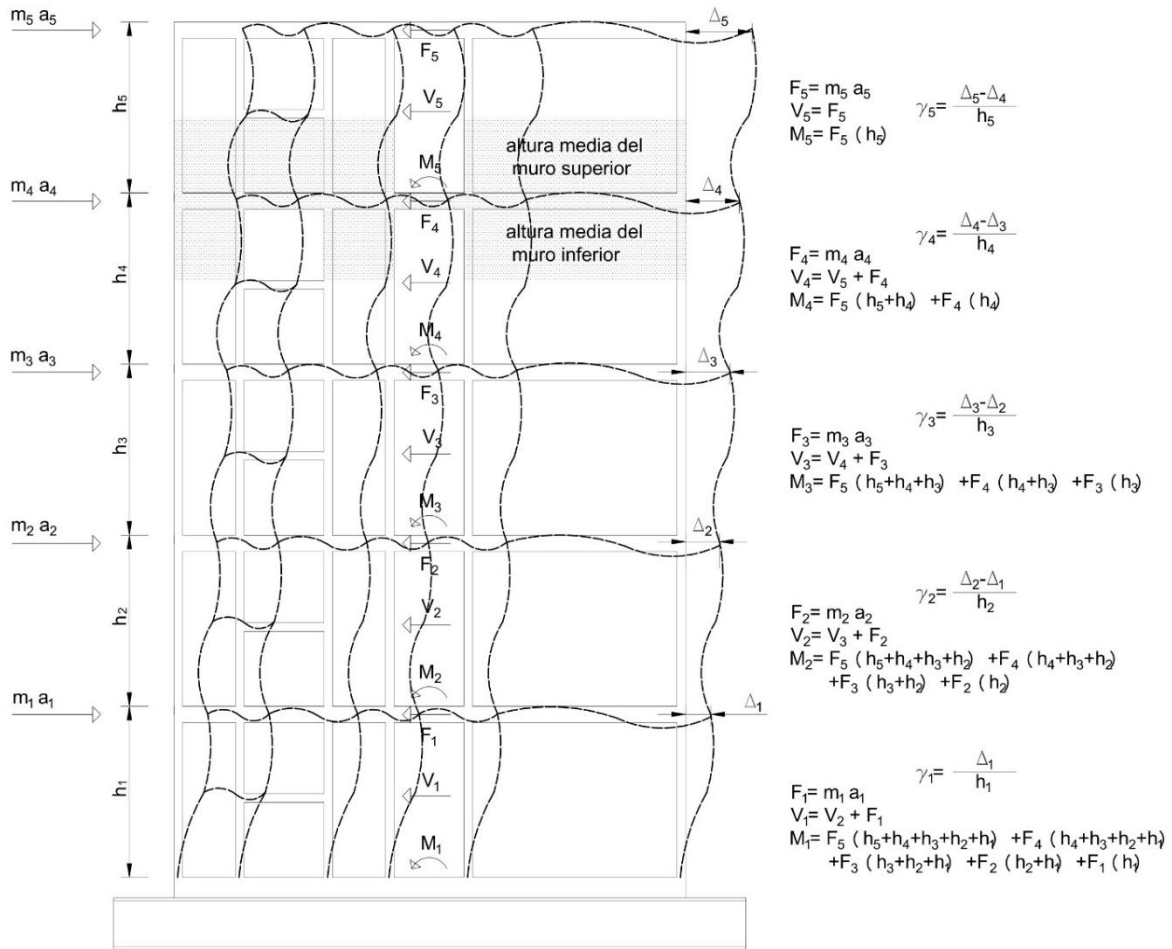 m₅ a₅
Δ₅
F₅
h₅
V₅
F₅= m₅ a₅
V₅= F₅
M₅= F₅ (h₅)
γ₅= Δ₅-Δ₄
h₅
altura media del
muro superior
M₅
m₄ a₄
Δ₄
F₄
altura media del
muro inferior
h₄
V₄
γ₄= Δ₄-Δ₃
h₄
F₄= m₄ a₄
V₄= V₅ + F₄
M₄= F₅ (h₅+h₄) +F₄ (h₄)
M₄
m₃ a₃
Δ₃
F₃
h₃
V₃
γ₃= Δ₃-Δ₂
h₃
F₃= m₃ a₃
V₃= V₄ + F₃
M₃= F₅ (h₅+h₄+h₃) +F₄ (h₄+h₃) +F₃ (h₃)
M₃
m₂ a₂
Δ₂
F₂
h₂
V₂
γ₂= Δ₂-Δ₁
h₂
F₂= m₂ a₂
V₂= V₃ + F₂
M₂= F₅ (h₅+h₄+h₃+h₂) +F₄ (h₄+h₃+h₂)
+F₃ (h₃+h₂) +F₂ (h₂)
M₂
m₁ a₁
Δ₁
F₁
h₁
V₁
γ₁= Δ₁
h₁
F₁= m₁ a₁
V₁= V₂ + F₁
M₁= F₅ (h₅+h₄+h₃+h₂+h₁) +F₄ (h₄+h₃+h₂+h₁)
+F₃ (h₃+h₂+h₁) +F₂ (h₂+h₁) +F₁ (h₁)
M₁